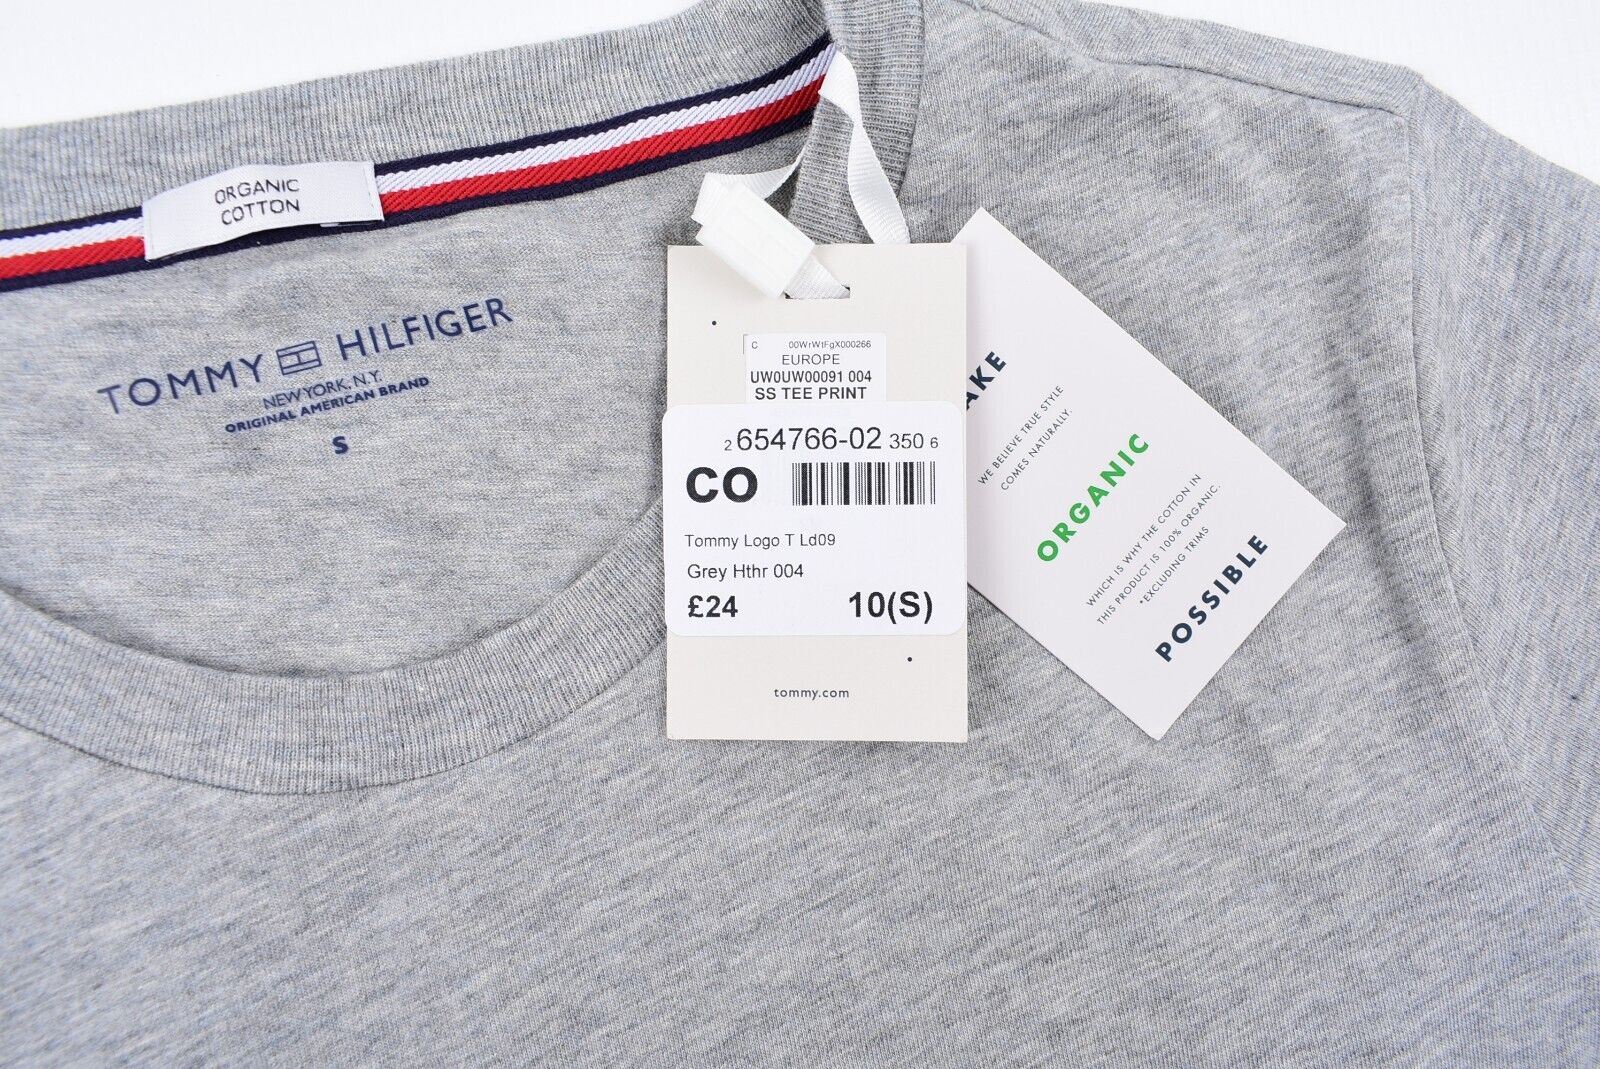 ORGANIC
COTTON
TOMMY HILFIGER
NEW YORK, N.Y.
ORIGINAL AMERICAN BRAND
S
C 00WrWtFgX000266
EUROPE
UW0UW00091 004
SS TEE PRINT
2 654766-02 350 6
CO
Tommy Logo T Ld09
Grey Hthr 004
£24 10(S)
tommy.com
AKE
WE BELIEVE TRUE STYLE
COMES NATURALLY.
ORGANIC
WHICH IS WHY THE COTTON IN
THIS PRODUCT IS 100% ORGANIC.
*EXCLUDING TRIMS
POSSIBLE